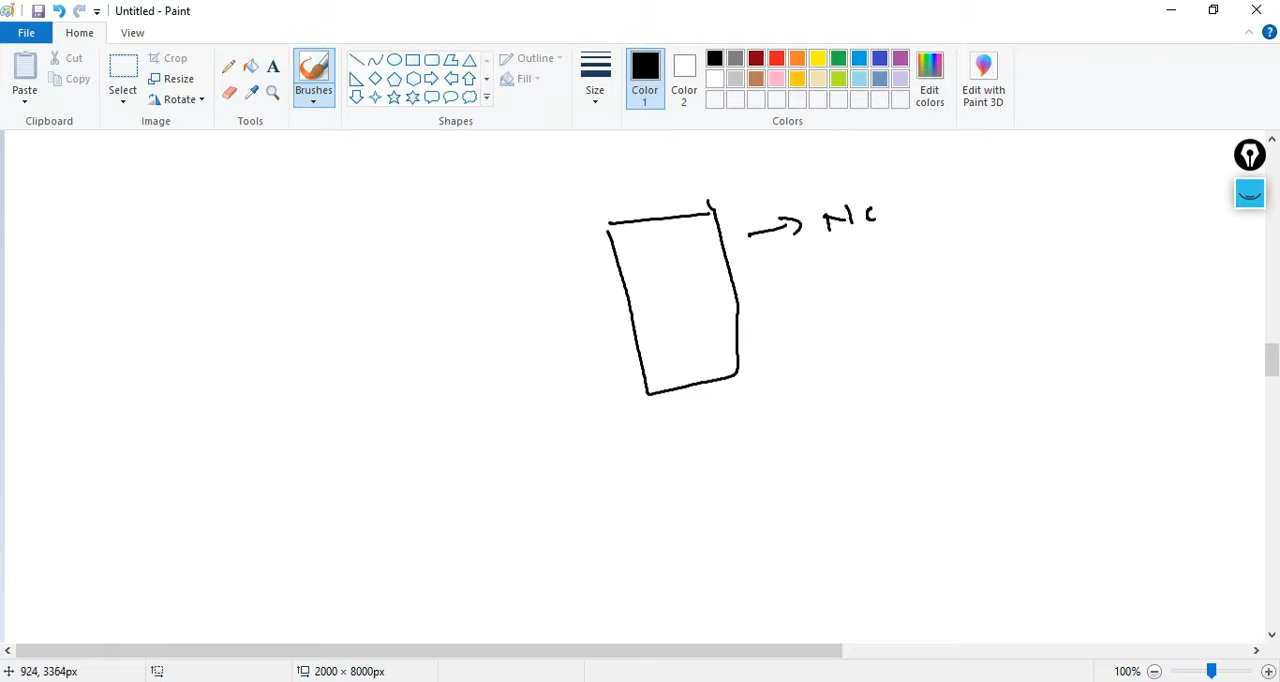 Untitled - Paint
File
Home
View
Paste
Cut
Copy
Clipboard
Select
Crop
Resize
Rotate
Image
A
Tools
Brushes
Shapes
Outline
Fill
Size
Color 1
Color 2
Colors
Edit colors
Edit with Paint 3D
924, 3364px
2000 × 8000px
100%